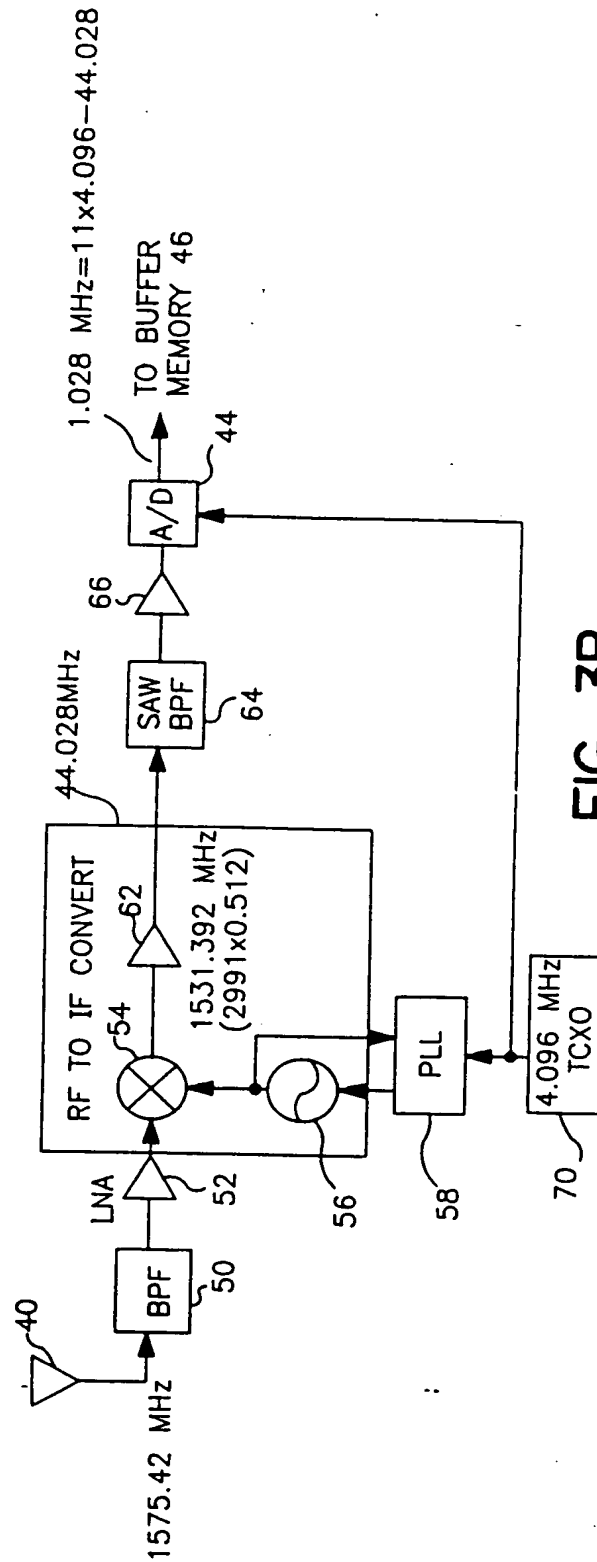 40
1575.42 MHz
BPF
50
LNA
52
RF TO IF CONVERT
54
62
1531.392 MHz
(2991x0.512)
56
PLL
58
4.096 MHz
TCXO
70
44.028MHz
SAW
BPF
64
66
A/D
44
1.028 MHz=11x4.096-44.028
TO BUFFER
MEMORY 46